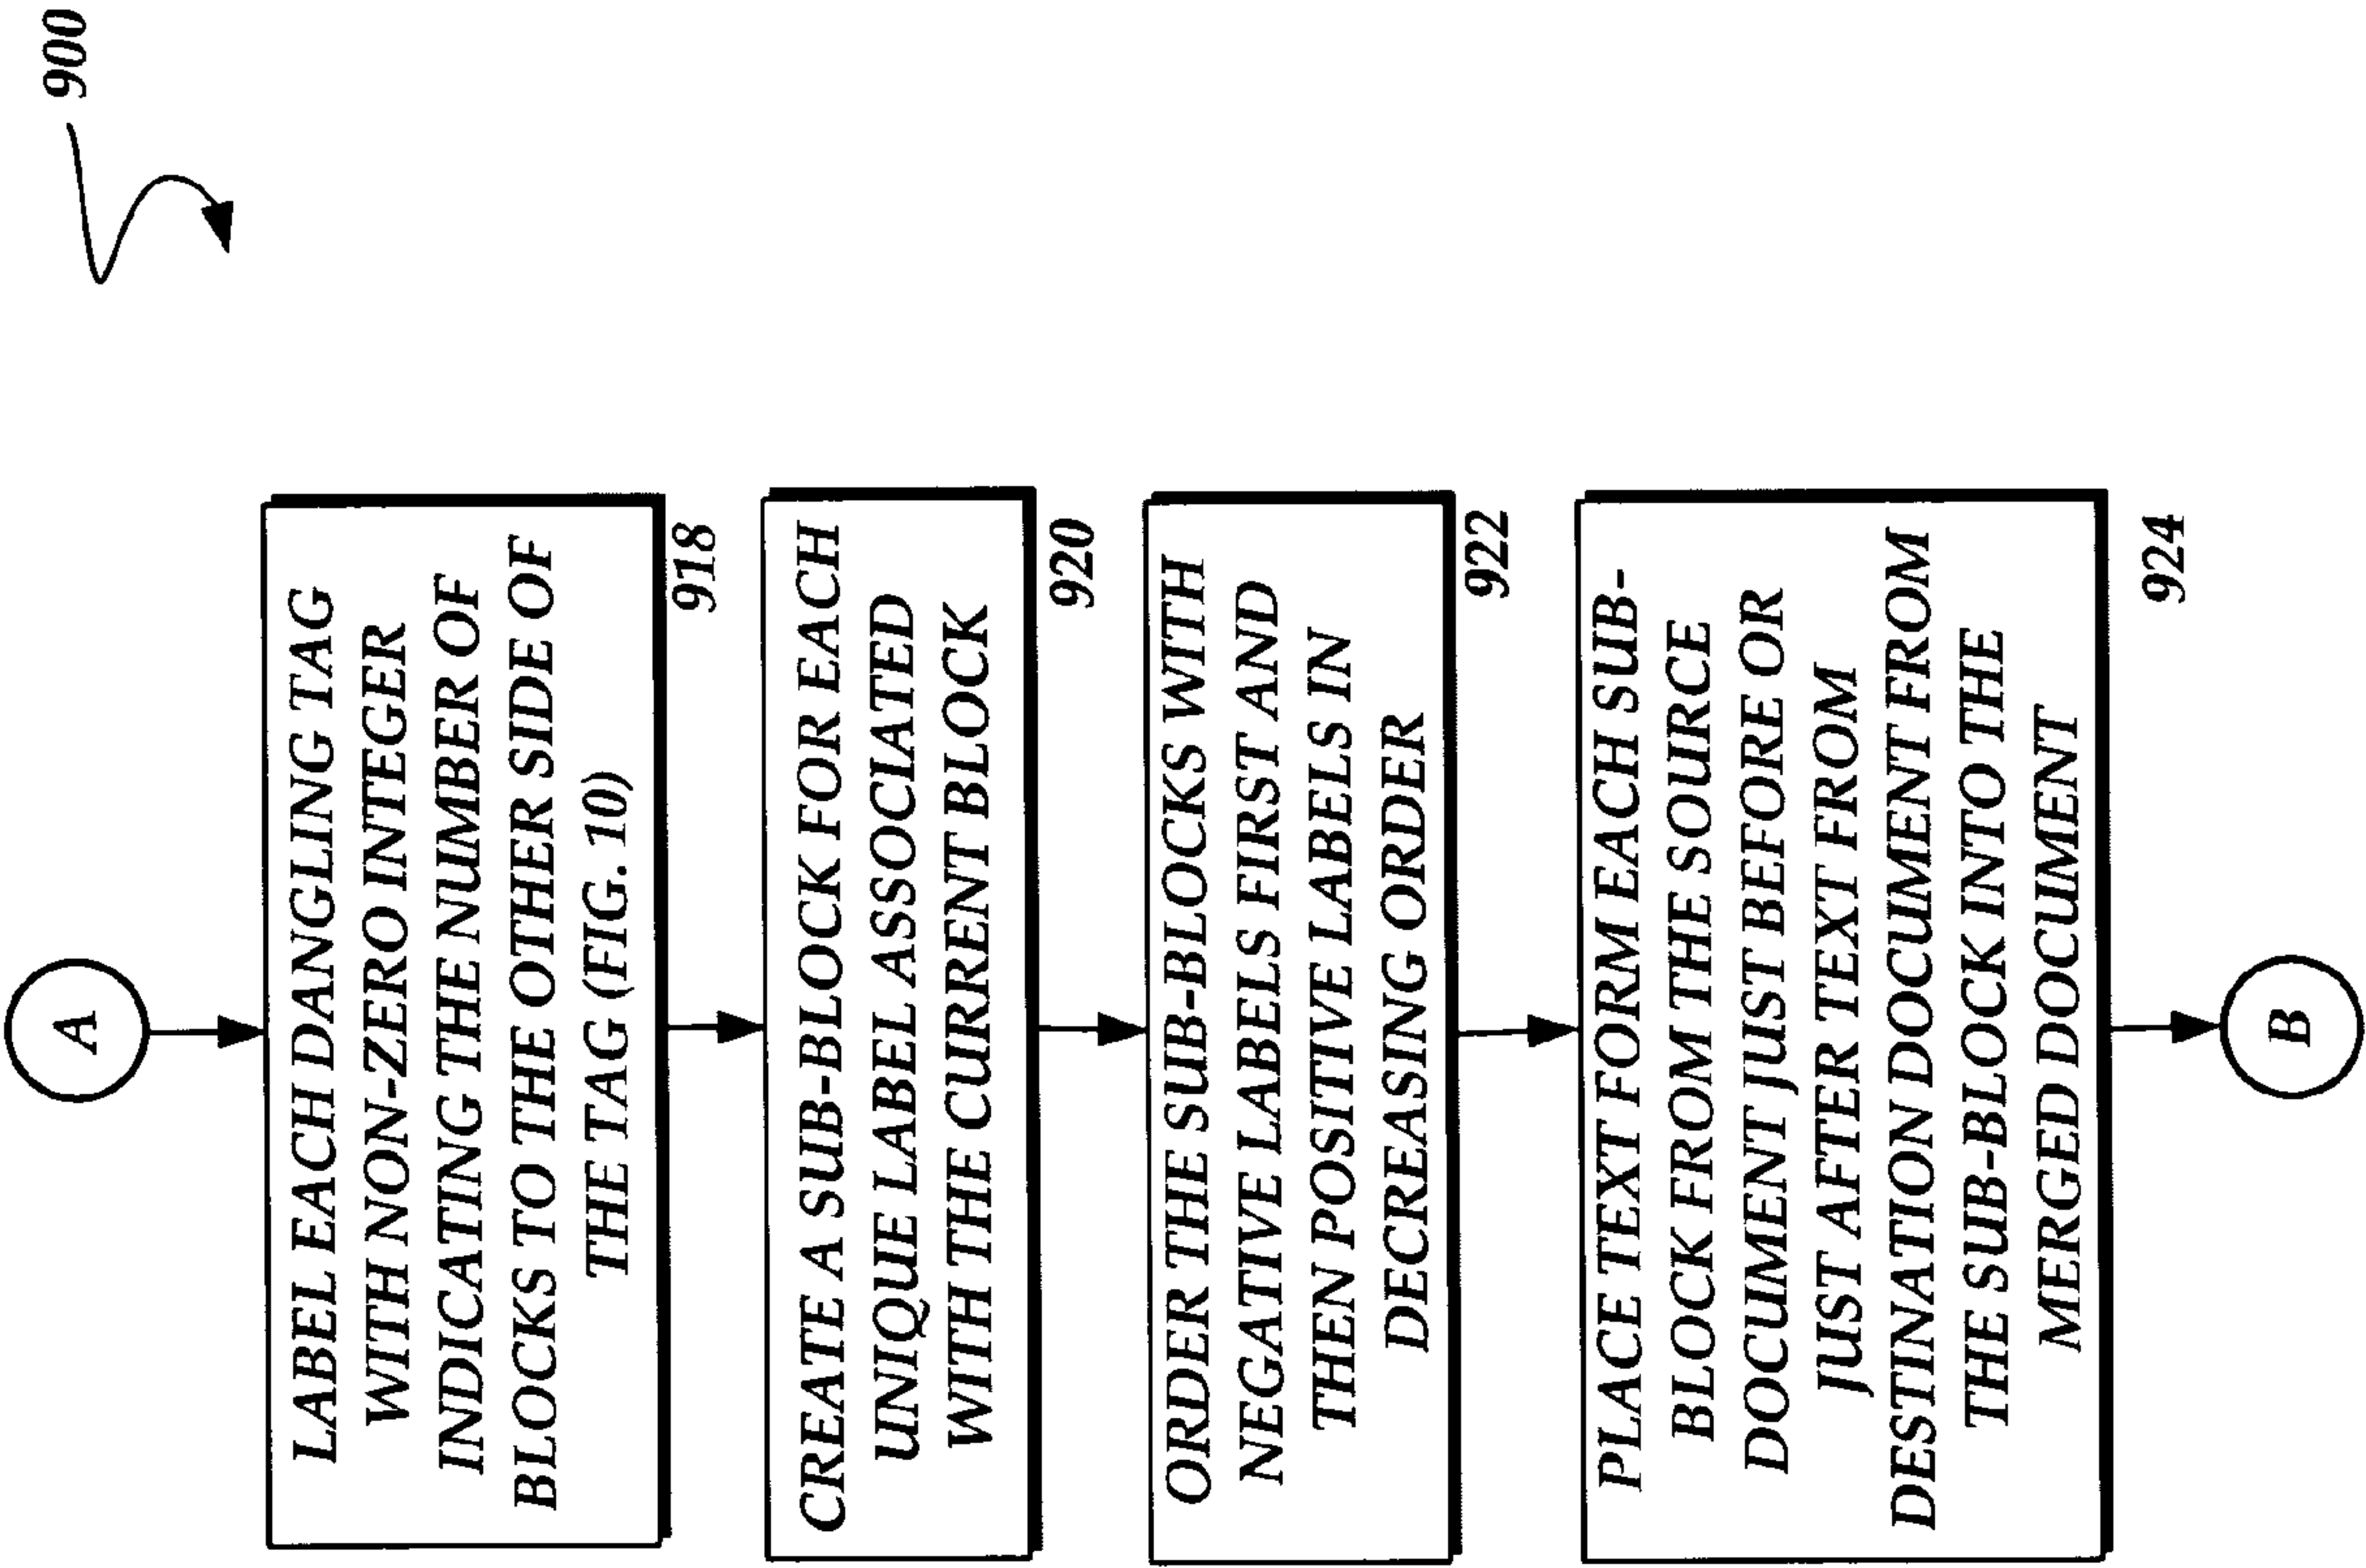 900
A
LABEL EACH DANGLING TAG
WITH NON-ZERO INTEGER
INDICATING THE NUMBER OF
BLOCKS TO THE OTHER SIDE OF
THE TAG (FIG. 10)
918
CREATE A SUB-BLOCK FOR EACH
UNIQUE LABEL ASSOCIATED
WITH THE CURRENT BLOCK
920
ORDER THE SUB-BLOCKS WITH
NEGATIVE LABELS FIRST AND
THEN POSITIVE LABELS IN
DECREASING ORDER
922
PLACE TEXT FORM EACH SUB-
BLOCK FROM THE SOURCE
DOCUMENT JUST BEFORE OR
JUST AFTER TEXT FROM
DESTINATION DOCUMENT FROM
THE SUB-BLOCK INTO THE
MERGED DOCUMENT
924
B